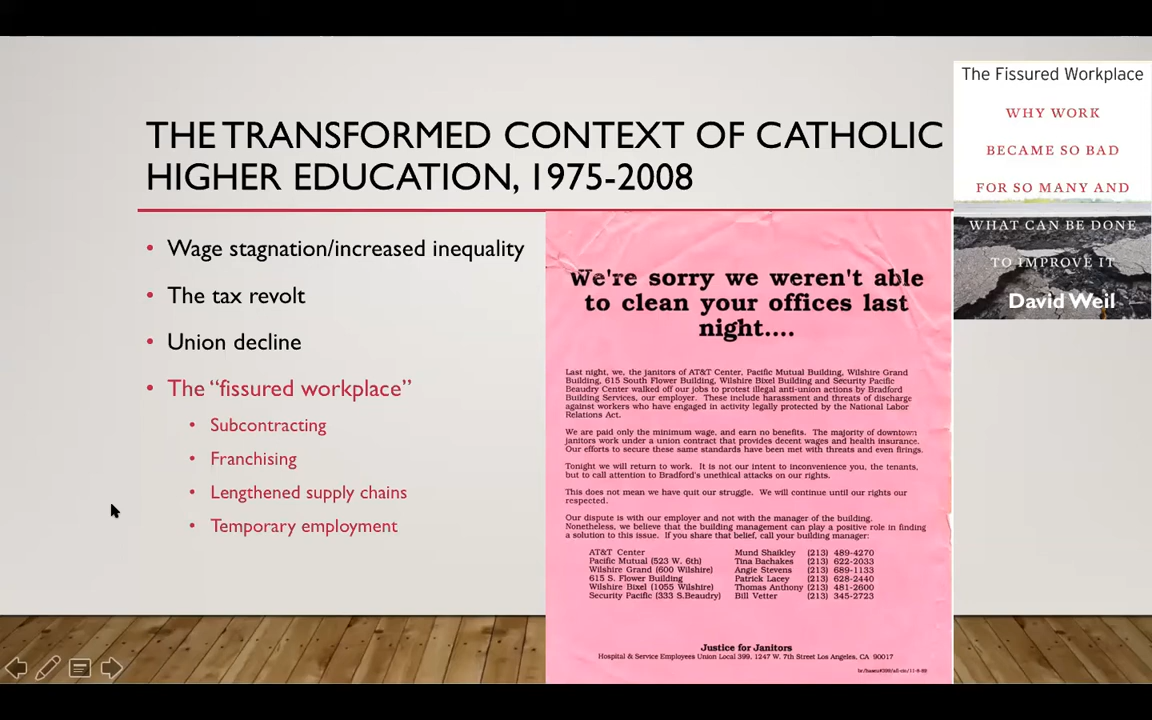 THE TRANSFORMED CONTEXT OF CATHOLIC
HIGHER EDUCATION, 1975-2008
• Wage stagnation/increased inequality
• The tax revolt
• Union decline
• The “fissured workplace”
• Subcontracting
• Franchising
• Lengthened supply chains
• Temporary employment
We're sorry we weren't able
to clean your offices last
night....
Last night, we, the janitors of AT&T Center, Pacific Mutual Building, Wilshire Grand
Building, 615 South Flower Building, Wilshire Bixel Building and Security Pacific
Beaudry Center walked off our jobs to protest illegal anti-union actions by Bradford
Building Services, our employer. These include harassment and threats of discharge
against workers who have engaged in activity legally protected by the National Labor
Relations Act.
We are paid only the minimum wage, and earn no benefits. The majority of downtown
janitors work under a union contract that provides decent wages and health insurance.
Our efforts to secure these same standards have been met with threats and even firings.
Tonight we will return to work. It is not our intent to inconvenience you, the tenants,
but to call attention to Bradford's unethical attacks on our rights.
This does not mean we have quit our struggle. We will continue until our rights our
respected.
Our dispute is with our employer and not with the manager of the building.
Nonetheless, we believe that the building management can play a positive role in finding
a solution to this issue. If you share that belief, call your building manager:
AT&T Center Mund Shaikley (213) 489-4270
Pacific Mutual (523 W. 6th) Tina Bachakes (213) 622-2033
Wilshire Grand (600 Wilshire) Angie Stevens (213) 689-1133
615 S. Flower Building Patrick Lacey (213) 628-2440
Wilshire Bixel (1055 Wilshire) Thomas Anthony (213) 481-2600
Security Pacific (333 S.Beaudry) Bill Vetter (213) 345-2723
Justice for Janitors
Hospital & Service Employees Union Local 399, 1247 W. 7th Street Los Angeles, CA 90017
The Fissured Workplace
WHY WORK
BECAME SO BAD
FOR SO MANY AND
WHAT CAN BE DONE
TO IMPROVE IT
David Weil